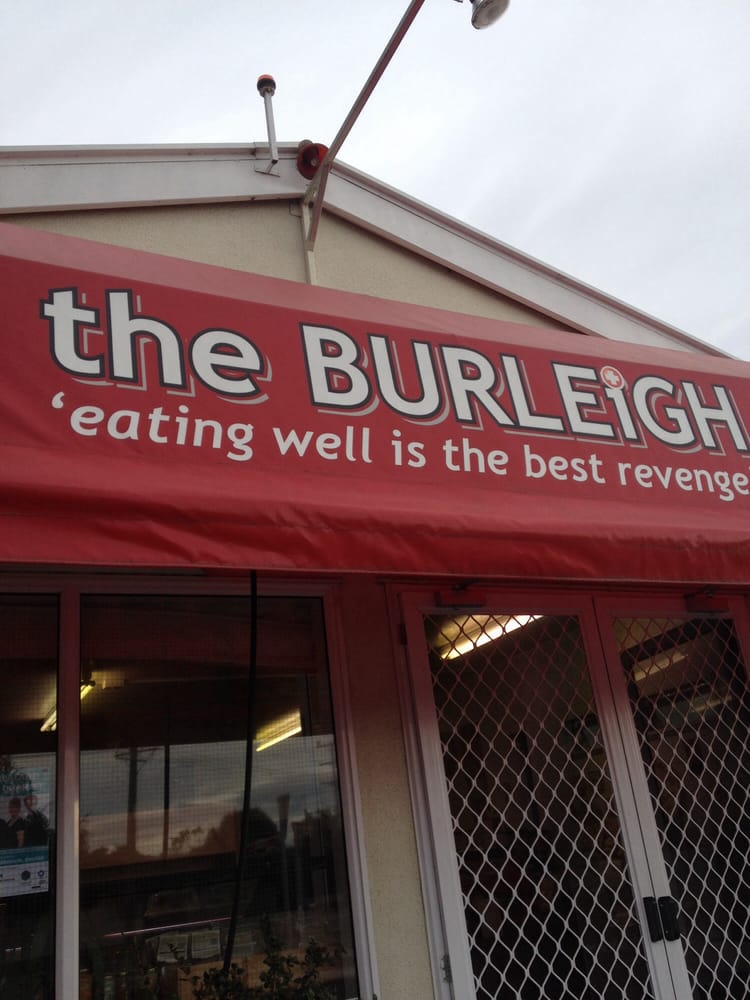 the BURLEiGH
‘eating well is the best revenge